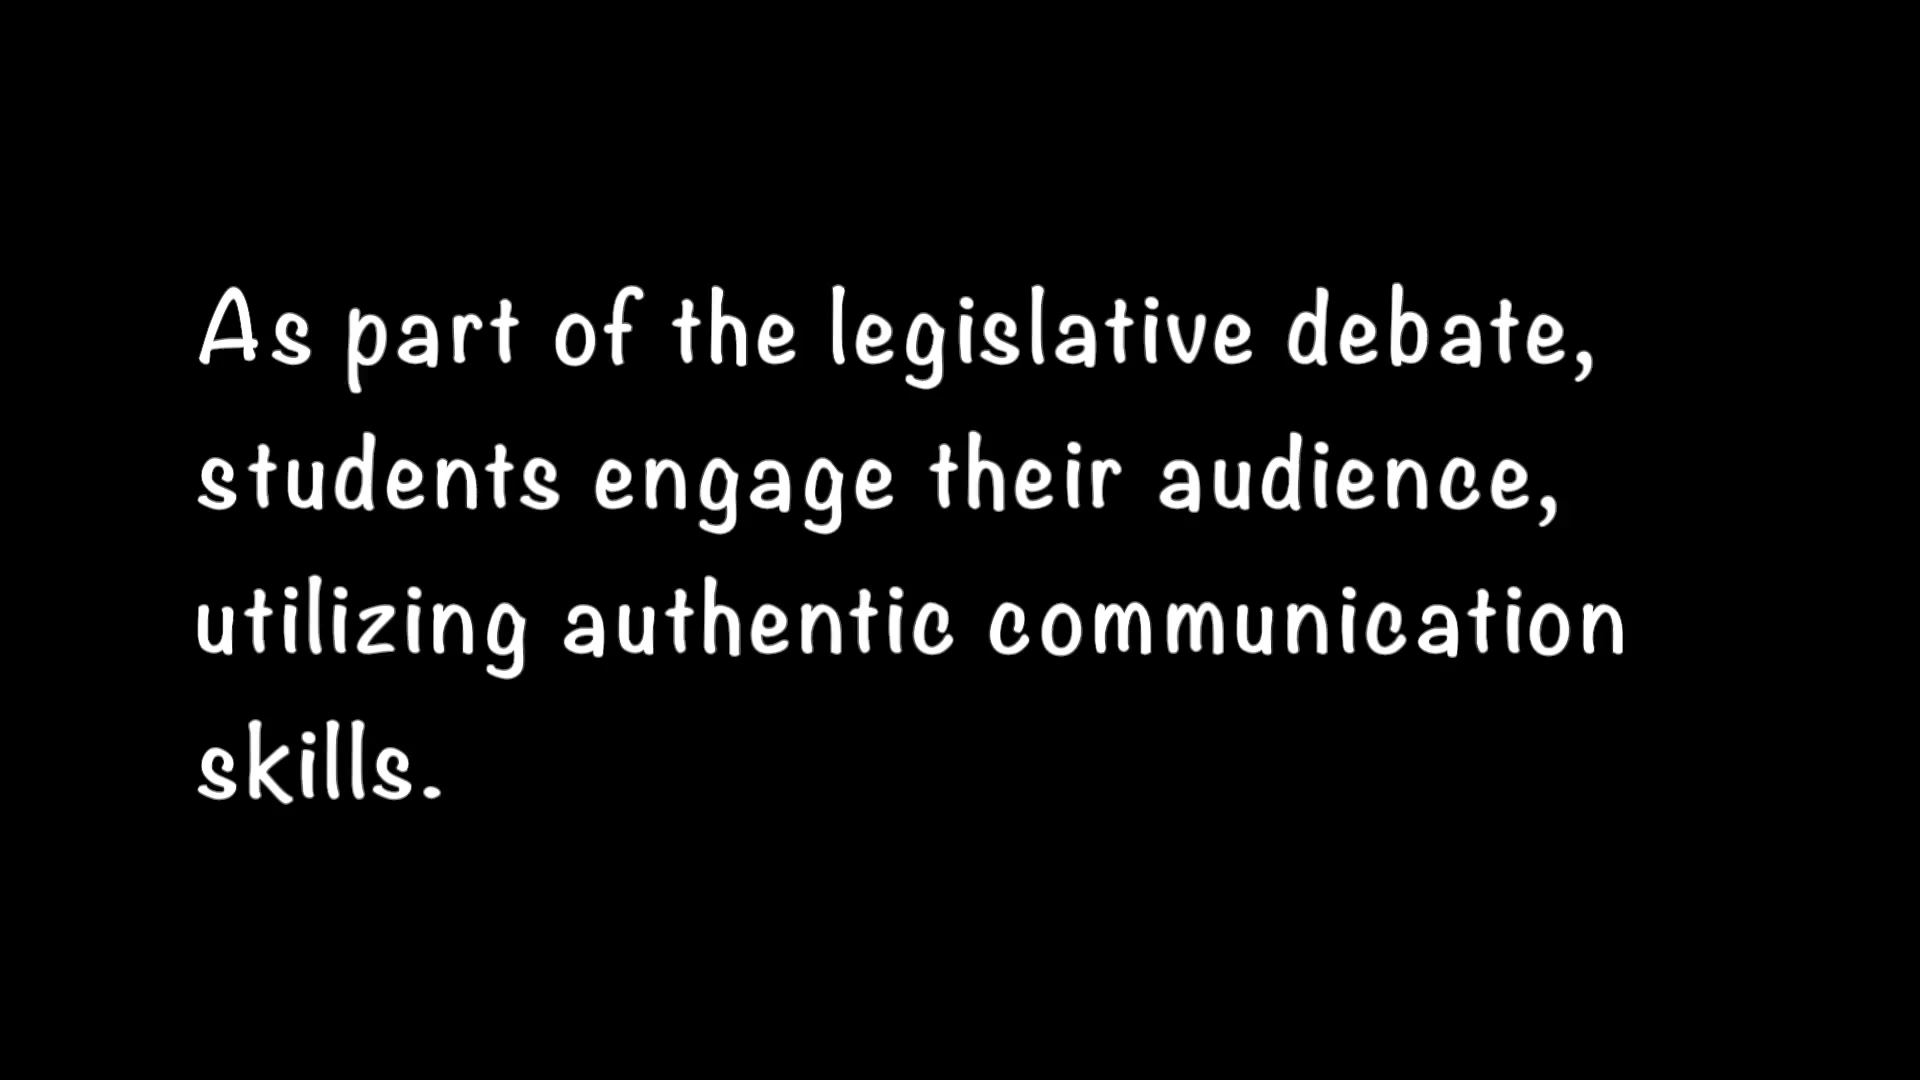 As part of the legislative debate,
students engage their audience,
utilizing authentic communication
skills.